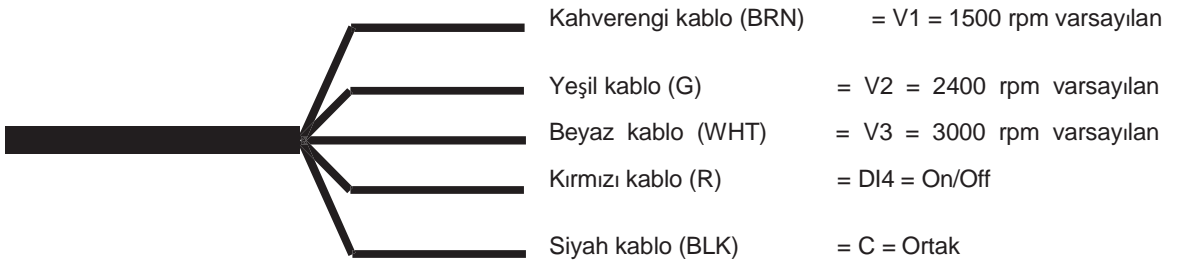 Kahverengi kablo (BRN) = V1 = 1500 rpm varsayılan
Yeşil kablo (G) = V2 = 2400 rpm varsayılan
Beyaz kablo (WHT) = V3 = 3000 rpm varsayılan
Kırmızı kablo (R) = DI4 = On/Off
Siyah kablo (BLK) = C = Ortak